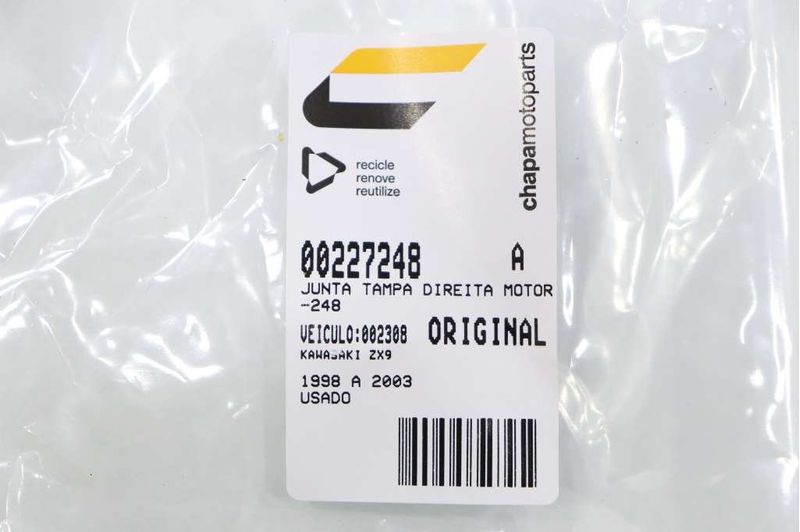 recicle
renove
reutilize
chapamotoparts
00227248 A
JUNTA TAMPA DIREITA MOTOR
-248
VEICULO:002308 ORIGINAL
KAWASAKI ZX9
1998 A 2003
USADO